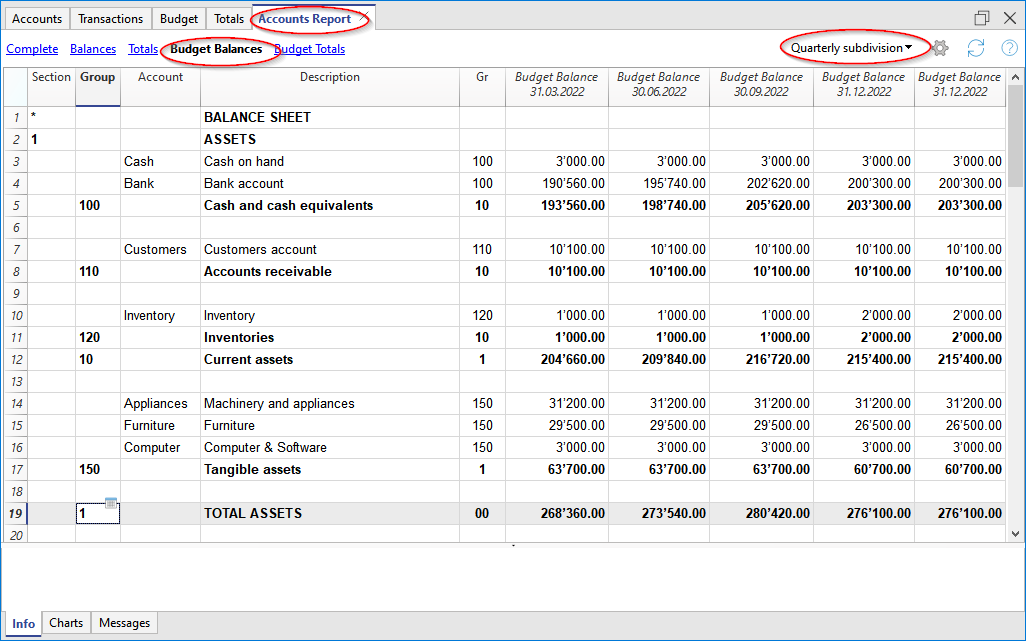 Accounts Transactions Budget Totals Accounts Report
Complete Balances Totals Budget Balances Budget Totals Quarterly subdivision
Section Group Account Description Gr Budget Balance Budget Balance Budget Balance Budget Balance Budget Balance
31.03.2022 30.06.2022 30.09.2022 31.12.2022 31.12.2022
1 * BALANCE SHEET
2 1 ASSETS
3 Cash Cash on hand 100 3’000.00 3’000.00 3’000.00 3’000.00 3’000.00
4 Bank Bank account 100 190’560.00 195’740.00 202’620.00 200’300.00 200’300.00
5 100 Cash and cash equivalents 10 193’560.00 198’740.00 205’620.00 203’300.00 203’300.00
6
7 Customers Customers account 110 10’100.00 10’100.00 10’100.00 10’100.00 10’100.00
8 110 Accounts receivable 10 10’100.00 10’100.00 10’100.00 10’100.00 10’100.00
9
10 Inventory Inventory 120 1’000.00 1’000.00 1’000.00 2’000.00 2’000.00
11 120 Inventories 10 1’000.00 1’000.00 1’000.00 2’000.00 2’000.00
12 10 Current assets 1 204’660.00 209’840.00 216’720.00 215’400.00 215’400.00
13
14 Appliances Machinery and appliances 150 31’200.00 31’200.00 31’200.00 31’200.00 31’200.00
15 Furniture Furniture 150 29’500.00 29’500.00 29’500.00 26’500.00 26’500.00
16 Computer Computer & Software 150 3’000.00 3’000.00 3’000.00 3’000.00 3’000.00
17 150 Tangible assets 1 63’700.00 63’700.00 63’700.00 60’700.00 60’700.00
18
19 1 TOTAL ASSETS 00 268’360.00 273’540.00 280’420.00 276’100.00 276’100.00
20
Info Charts Messages